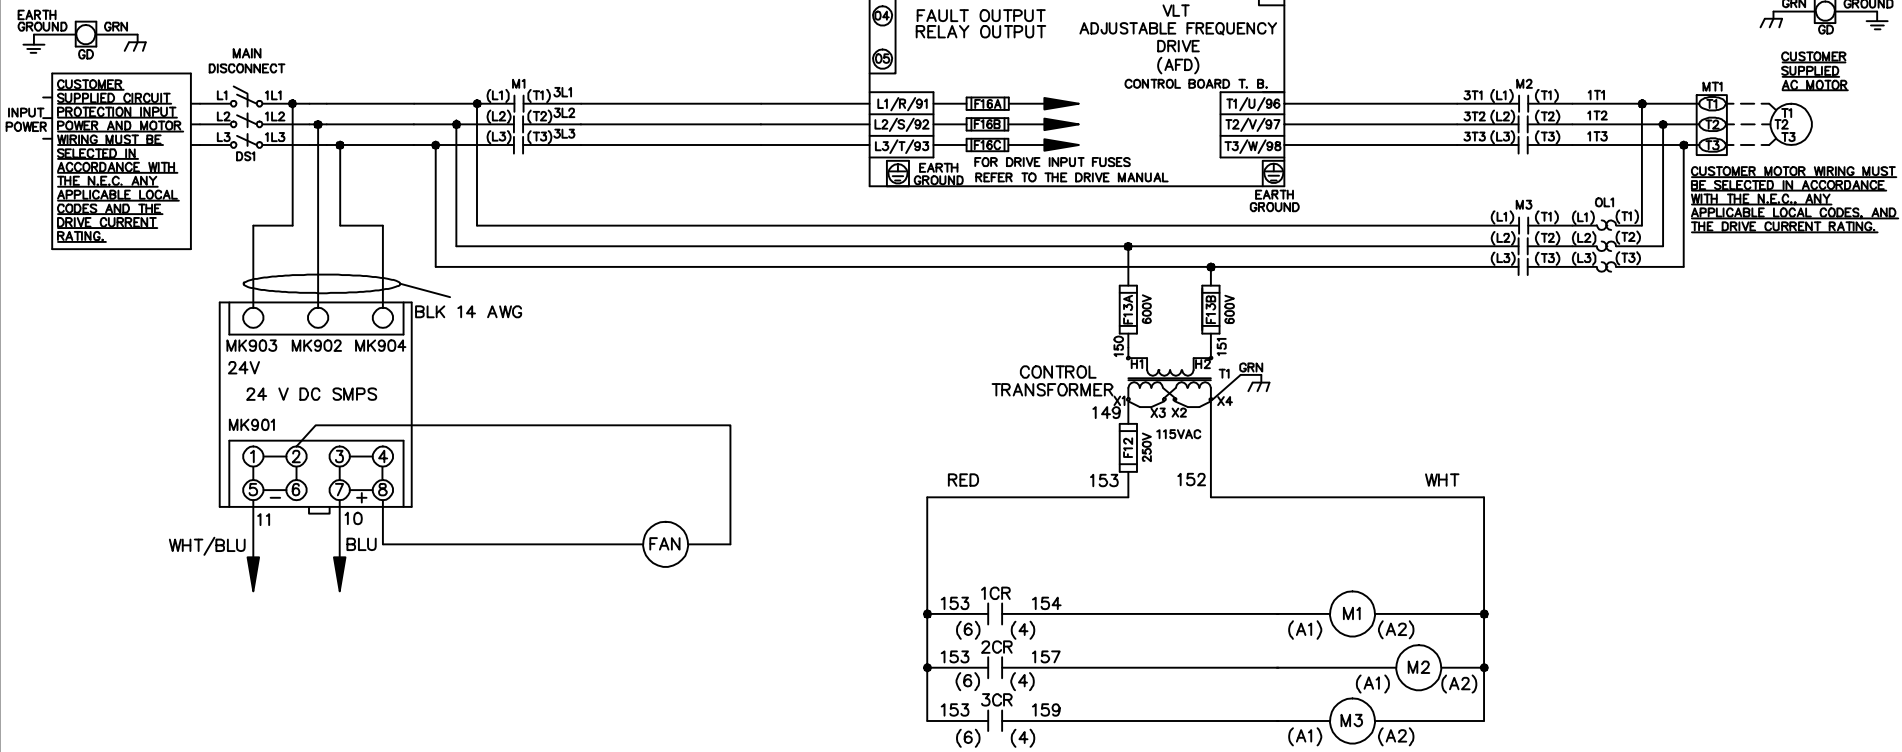 EARTH
GROUND
GRN
GD
MAIN
DISCONNECT
INPUT
POWER
CUSTOMER
SUPPLIED CIRCUIT
PROTECTION INPUT
POWER AND MOTOR
WIRING MUST BE
SELECTED IN
ACCORDANCE WITH
THE N.E.C. ANY
APPLICABLE LOCAL
CODES AND THE
DRIVE CURRENT
RATING.
L1 1L1
L2 1L2
L3 1L3
DS1
M1
(L1) (T1) 3L1
(L2) (T2) 3L2
(L3) (T3) 3L3
04
05
FAULT OUTPUT
RELAY OUTPUT
VLT
ADJUSTABLE FREQUENCY
DRIVE
(AFD)
CONTROL BOARD T. B.
L1/R/91 F16A T1/U/96
L2/S/92 F16B T2/V/97
L3/T/93 F16C T3/W/98
EARTH
GROUND
FOR DRIVE INPUT FUSES
REFER TO THE DRIVE MANUAL
EARTH
GROUND
M2
3T1 (L1) (T1) 1T1
3T2 (L2) (T2) 1T2
3T3 (L3) (T3) 1T3
GRN
GROUND
GD
CUSTOMER
SUPPLIED
AC MOTOR
MT1
T1
T2
T3
T1
T2
T3
CUSTOMER MOTOR WIRING MUST
BE SELECTED IN ACCORDANCE
WITH THE N.E.C., ANY
APPLICABLE LOCAL CODES, AND
THE DRIVE CURRENT RATING.
M3 OL1
(L1) (T1) (L1) (T1)
(L2) (T2) (L2) (T2)
(L3) (T3) (L3) (T3)
BLK 14 AWG
MK903 MK902 MK904
24V
24 V DC SMPS
MK901
1 2 3 4
5 6 7 8
- +
11 10
WHT/BLU BLU
FAN
F13A
600V
F13B
600V
150
151
H1 H2
CONTROL
TRANSFORMER
T1
GRN
X1 X3 X2 X4
149
F12
250V
115VAC
RED 153 152 WHT
153 1CR 154
(6) (4)
M1
(A1) (A2)
153 2CR 157
(6) (4)
M2
(A1) (A2)
153 3CR 159
(6) (4)
M3
(A1) (A2)